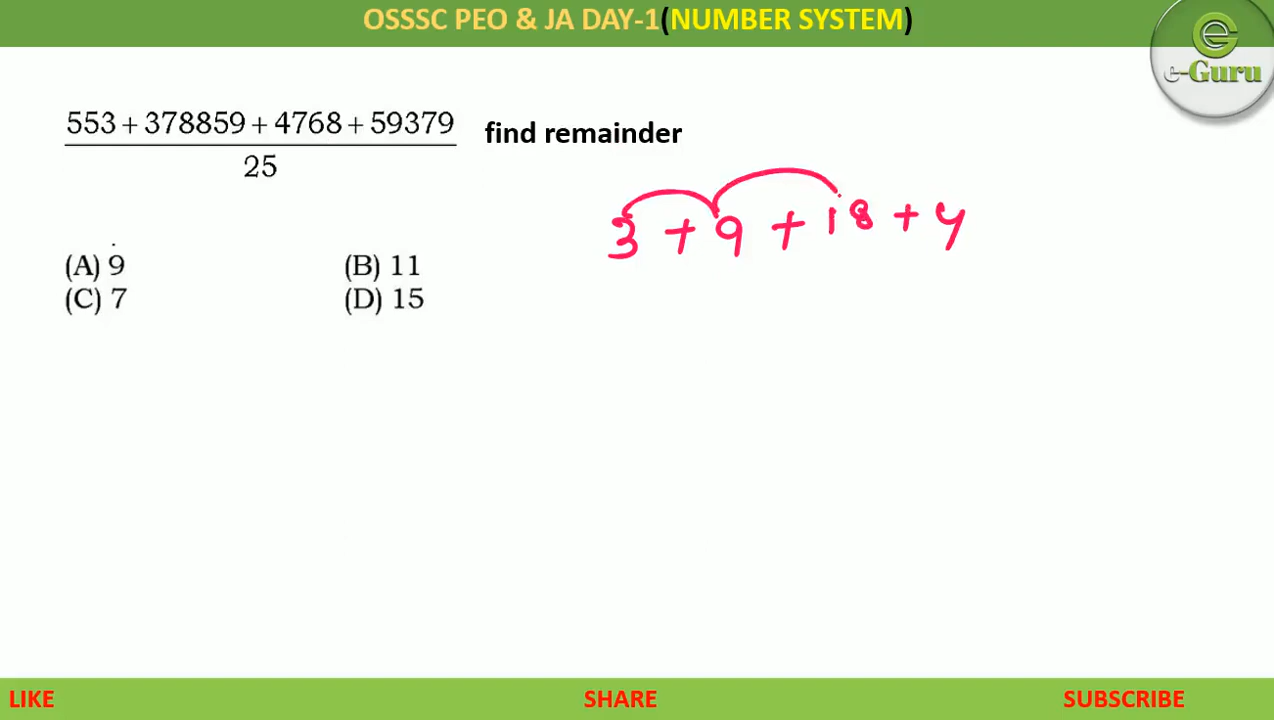 OSSSC PEO & JA DAY-1(NUMBER SYSTEM)
e-Guru
553 + 378859 + 4768 + 59379
25
find remainder
3 + 9 + 18 + 4
(A) 9 (B) 11
(C) 7 (D) 15
LIKE SHARE SUBSCRIBE